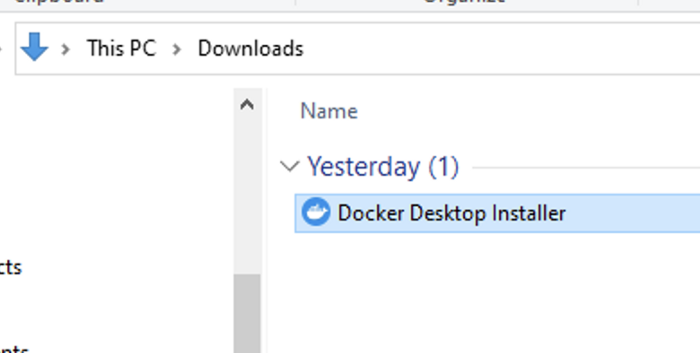 This PC > Downloads
Name
Yesterday (1)
Docker Desktop Installer